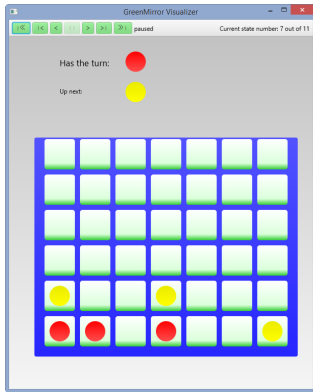 GreenMirror Visualizer
paused
Current state number: 7 out of 11
Has the turn:
Up next: